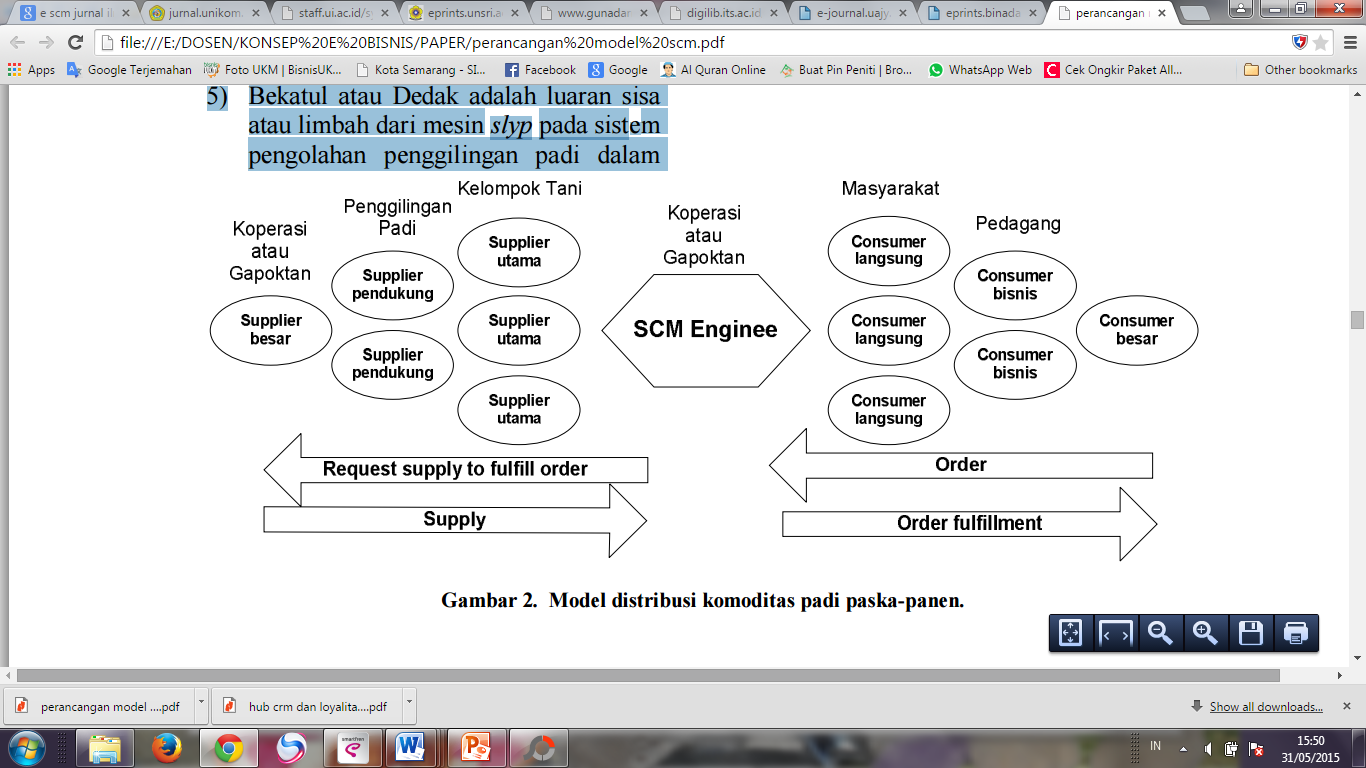 e scm jurnal il
jurnal.unikom.
staff.ui.ac.id/sy
eprints.unsri.a
www.gunadar
digilib.its.ac.id
e-journal.uajy.
eprints.binada
perancangan
file:///E:/DOSEN/KONSEP%20E%20BISNIS/PAPER/perancangan%20model%20scm.pdf
Apps
Google Terjemahan
Foto UKM | BisnisUK...
Kota Semarang - SI...
Facebook
Google
Al Quran Online
Buat Pin Peniti | Bro...
WhatsApp Web
Cek Ongkir Paket All...
Other bookmarks
5) Bekatul atau Dedak adalah luaran sisa
atau limbah dari mesin slyp pada sistem
pengolahan penggilingan padi dalam
Koperasi
atau
Gapoktan
Supplier
besar
Penggilingan
Padi
Supplier
pendukung
Supplier
pendukung
Kelompok Tani
Supplier
utama
Supplier
utama
Supplier
utama
Koperasi
atau
Gapoktan
SCM Enginee
Masyarakat
Consumer
langsung
Consumer
langsung
Consumer
langsung
Pedagang
Consumer
bisnis
Consumer
bisnis
Consumer
besar
Request supply to fulfill order
Supply
Order
Order fulfillment
Gambar 2. Model distribusi komoditas padi paska-panen.
perancangan model ....pdf
hub crm dan loyalita....pdf
Show all downloads...
smartfren
IN
15:50
31/05/2015